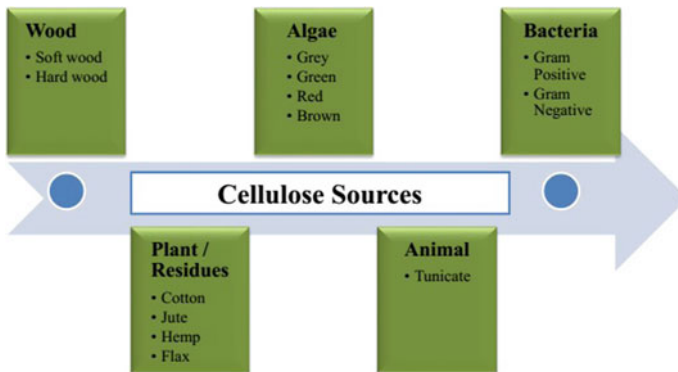 Wood
• Soft wood
• Hard wood
Algae
• Grey
• Green
• Red
• Brown
Bacteria
• Gram
Positive
• Gram
Negative
Cellulose Sources
Plant /
Residues
• Cotton
• Jute
• Hemp
• Flax
Animal
• Tunicate